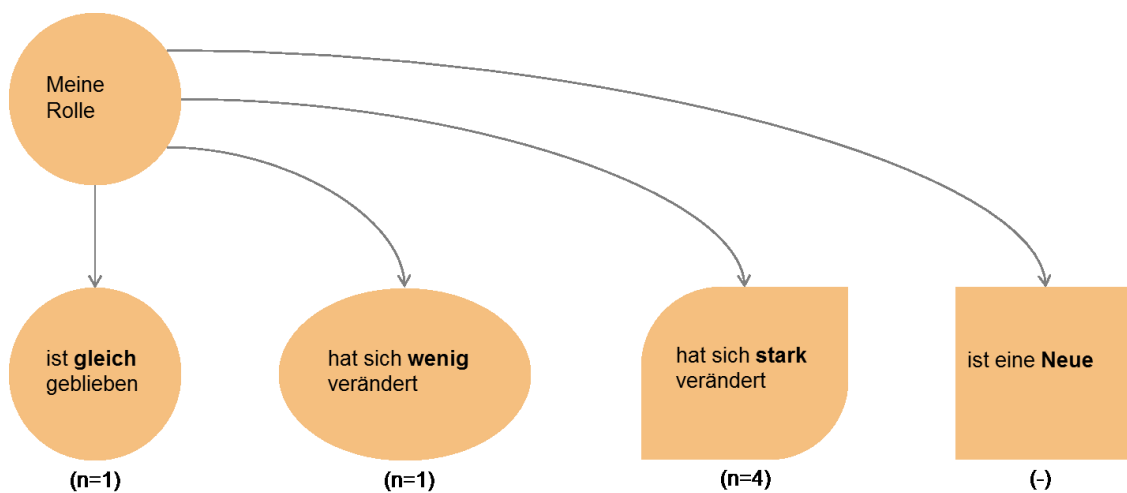 Meine
Rolle
ist gleich
geblieben
hat sich wenig
verändert
hat sich stark
verändert
ist eine Neue
(n=1)
(n=1)
(n=4)
(-)